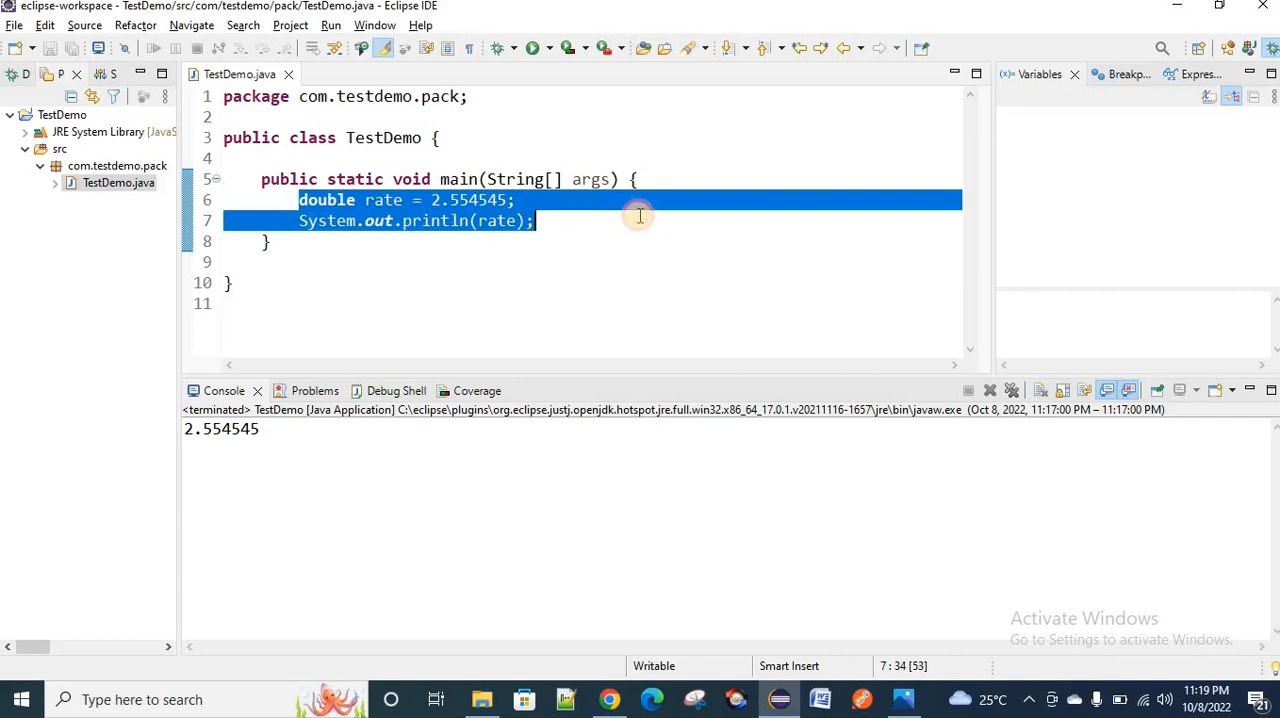 eclipse-workspace - TestDemo/src/com/testdemo/pack/TestDemo.java - Eclipse IDE
File Edit Source Refactor Navigate Search Project Run Window Help
D P S
TestDemo.java
(x)= Variables Breakp... Expres...
TestDemo
JRE System Library [JavaS
src
com.testdemo.pack
TestDemo.java
1 package com.testdemo.pack;
2
3 public class TestDemo {
4
5 public static void main(String[] args) {
6 double rate = 2.554545;
7 System.out.println(rate);
8 }
9
10 }
11
Console Problems Debug Shell Coverage
<terminated> TestDemo [Java Application] C:\eclipse\plugins\org.eclipse.justj.openjdk.hotspot.jre.full.win32.x86_64_17.0.1.v20211116-1657\jre\bin\javaw.exe (Oct 8, 2022, 11:17:00 PM – 11:17:00 PM)
2.554545
Activate Windows
Go to Settings to activate Windows.
Writable Smart Insert 7 : 34 [53]
Type here to search
25°C
11:19 PM
10/8/2022
21